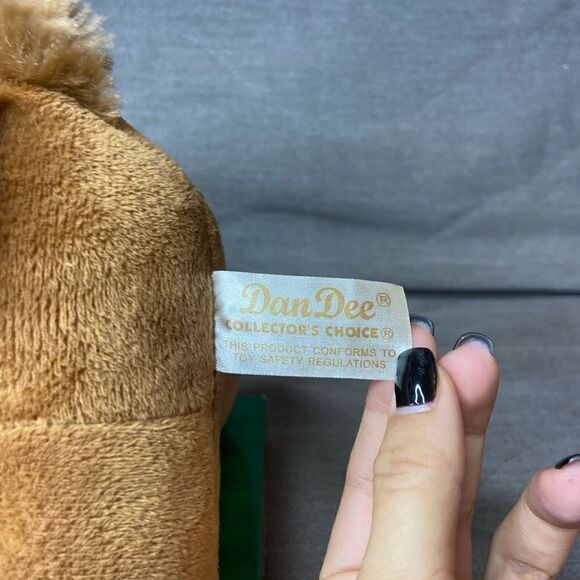 Dan Dee®
COLLECTOR'S CHOICE®
THIS PRODUCT CONFORMS TO
TOY SAFETY REGULATIONS